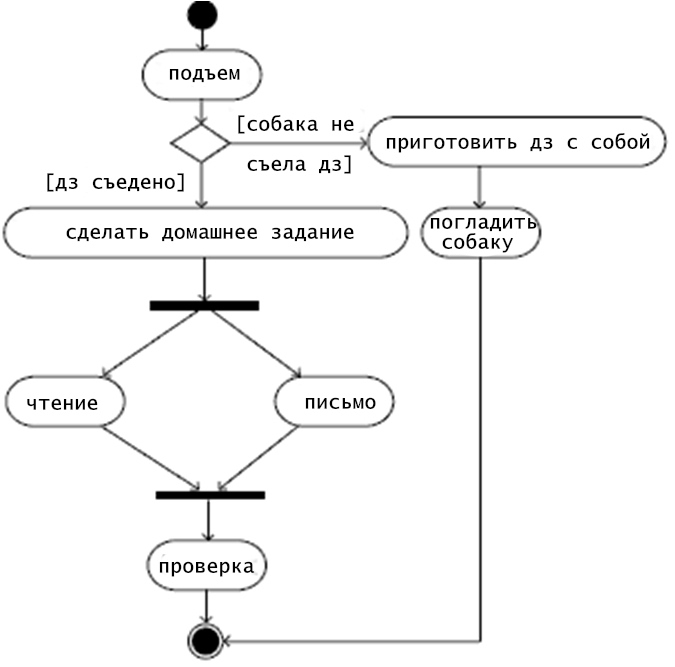 подъем
[собака не
съела дз]
приготовить дз с собой
[дз съедено]
погладить
собаку
сделать домашнее задание
чтение
письмо
проверка